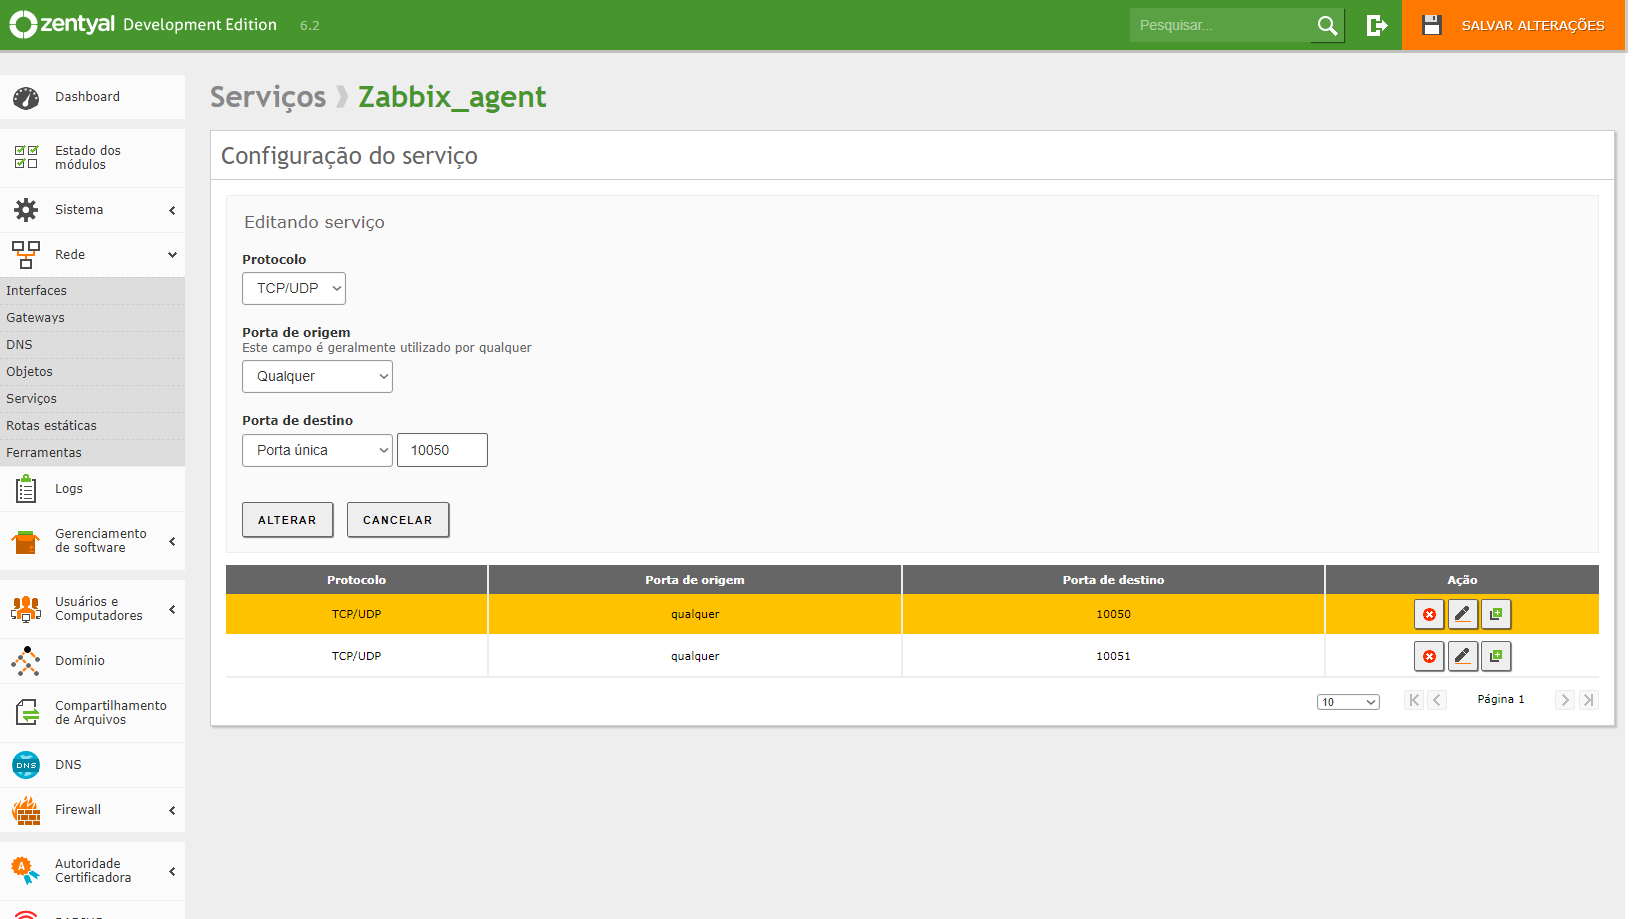 zentyal Development Edition 6.2
Pesquisar...
SALVAR ALTERAÇÕES
Dashboard
Estado dos
módulos
Sistema
Rede
Interfaces
Gateways
DNS
Objetos
Serviços
Rotas estáticas
Ferramentas
Logs
Gerenciamento
de software
Usuários e
Computadores
Domínio
Compartilhamento
de Arquivos
DNS
DNS
Firewall
A
Autoridade
Certificadora
Serviços
Zabbix_agent
Configuração do serviço
Editando serviço
Protocolo
TCP/UDP
Porta de origem
Este campo é geralmente utilizado por qualquer
Qualquer
Porta de destino
Porta única 10050
ALTERAR CANCELAR
Protocolo Porta de origem Porta de destino Ação
TCP/UDP qualquer 10050
TCP/UDP qualquer 10051
10 Página 1